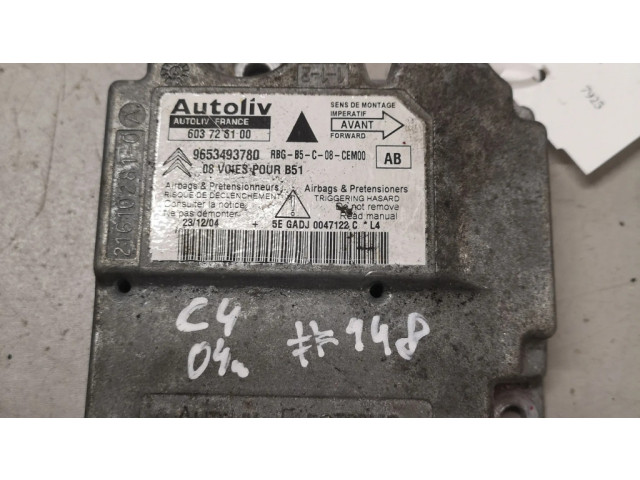 Autoliv
AUTOLIV FRANCE
603 72 81 00
SENS DE MONTAGE
IMPERATIF
AVANT
FORWARD
9653493780 RBG-B5-C-08-CEM00 AB
08 VOIES POUR B51
Airbags & Pretensionneurs
RISQUE DE DECLENCHEMENT
Consulter la notice
Ne pas démonter
Airbags & Pretensioners
TRIGGERING HASARD
Do not remove
Read manual
23/12/04 + 5E GADJ 0047122 C * L4
C4
04
##948
7925